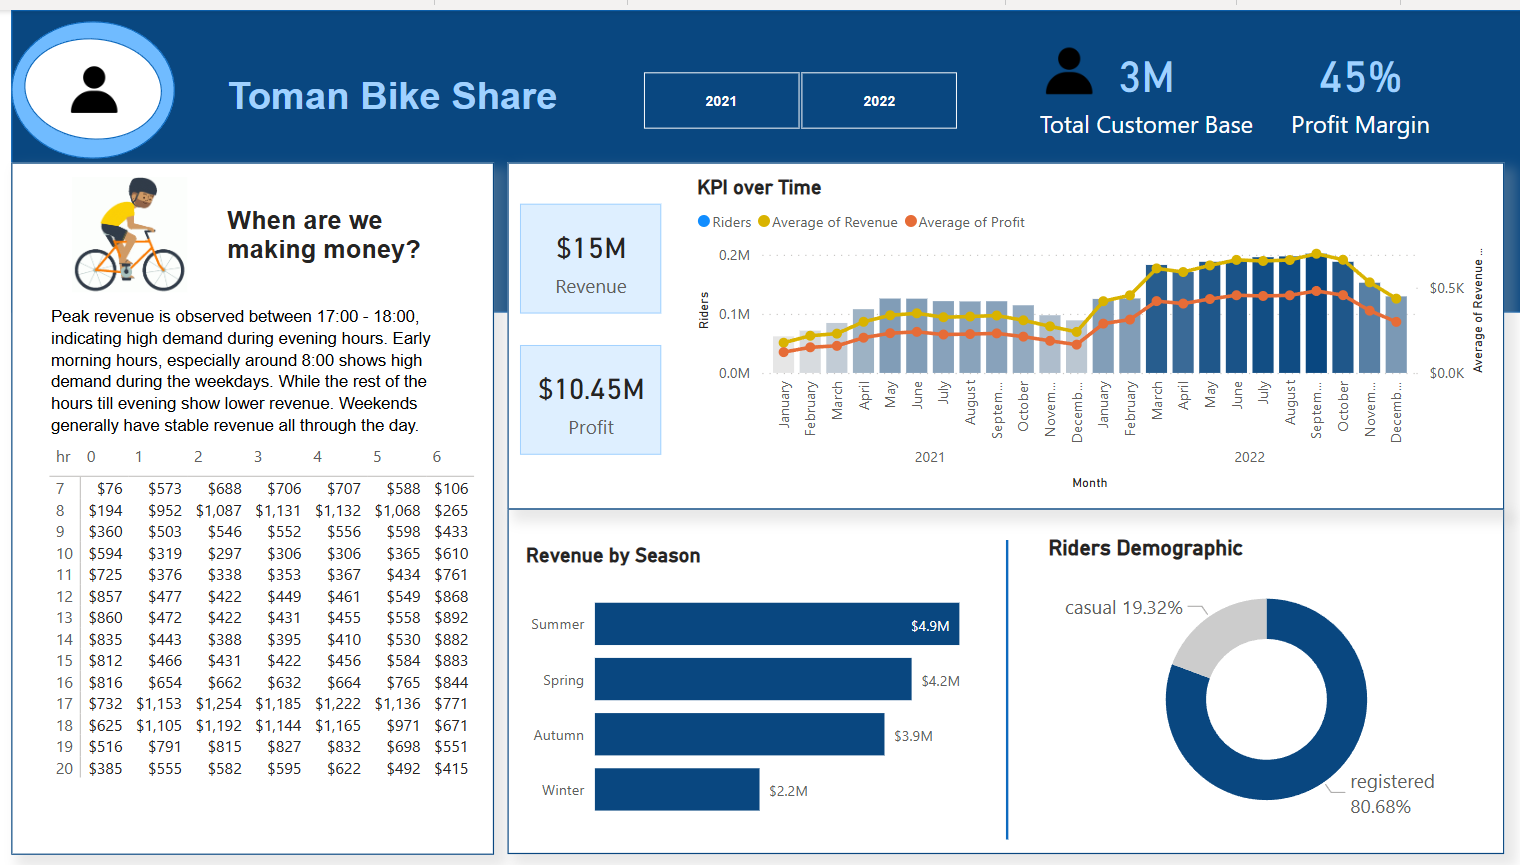 Toman Bike Share
2021
2022
3M
Total Customer Base
45%
Profit Margin
When are we
making money?
Peak revenue is observed between 17:00 - 18:00,
indicating high demand during evening hours. Early
morning hours, especially around 8:00 shows high
demand during the weekdays. While the rest of the
hours till evening show lower revenue. Weekends
generally have stable revenue all through the day.
hr 0 1 2 3 4 5 6
7 $76 $573 $688 $706 $707 $588 $106
8 $194 $952 $1,087 $1,131 $1,132 $1,068 $265
9 $360 $503 $546 $552 $556 $598 $433
10 $594 $319 $297 $306 $306 $365 $610
11 $725 $376 $338 $353 $367 $434 $761
12 $857 $477 $422 $449 $461 $549 $868
13 $860 $472 $422 $431 $455 $558 $892
14 $835 $443 $388 $395 $410 $530 $882
15 $812 $466 $431 $422 $456 $584 $883
16 $816 $654 $662 $632 $664 $765 $844
17 $732 $1,153 $1,254 $1,185 $1,222 $1,136 $771
18 $625 $1,105 $1,192 $1,144 $1,165 $971 $671
19 $516 $791 $815 $827 $832 $698 $551
20 $385 $555 $582 $595 $622 $492 $415
$15M
Revenue
$10.45M
Profit
KPI over Time
Riders Average of Revenue Average of Profit
Riders
0.2M
0.1M
0.0M
$0.5K
$0.0K
Average of Revenue ...
January
February
March
April
May
June
July
August
Septem...
October
Novem...
Decemb...
January
February
March
April
May
June
July
August
Septem...
October
Novem...
Decemb...
2021
2022
Month
Revenue by Season
Summer $4.9M
Spring $4.2M
Autumn $3.9M
Winter $2.2M
Riders Demographic
casual 19.32%
registered
80.68%